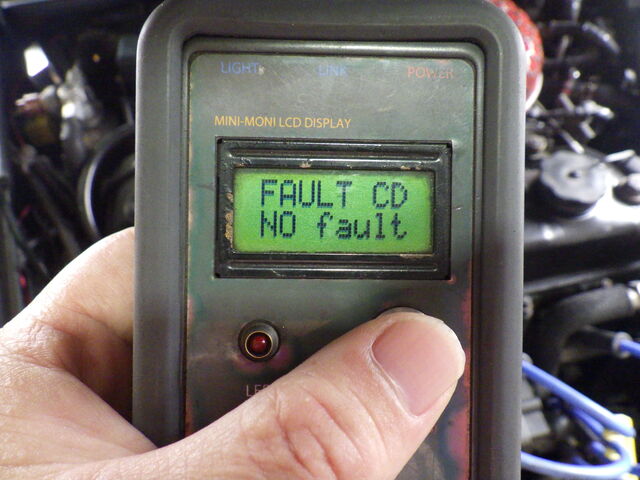 LIGHT LINK POWER
MINI-MONI LCD DISPLAY
FAULT CD
NO fault